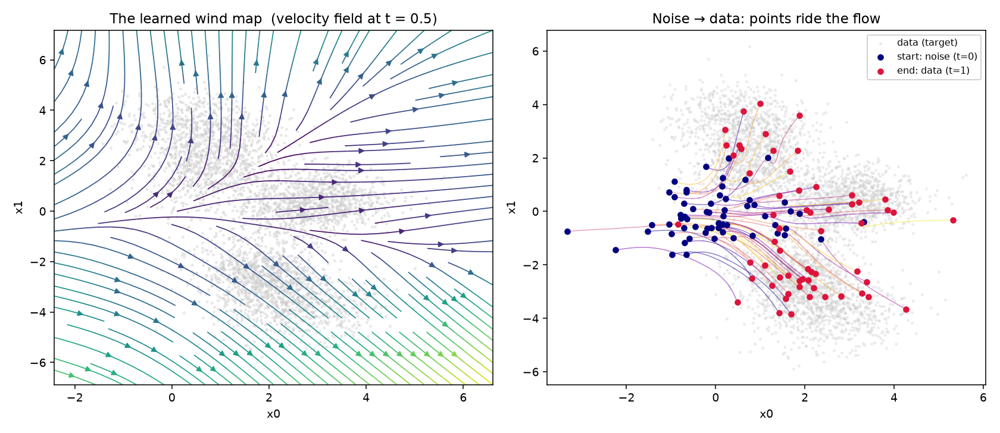 The learned wind map  (velocity field at t = 0.5)
6
4
2
0
−2
−4
−6
x1
−2 0 2 4 6
x0
Noise → data: points ride the flow
data (target)
start: noise (t=0)
end: data (t=1)
6
4
2
0
−2
−4
−6
x1
−2 0 2 4 6
x0